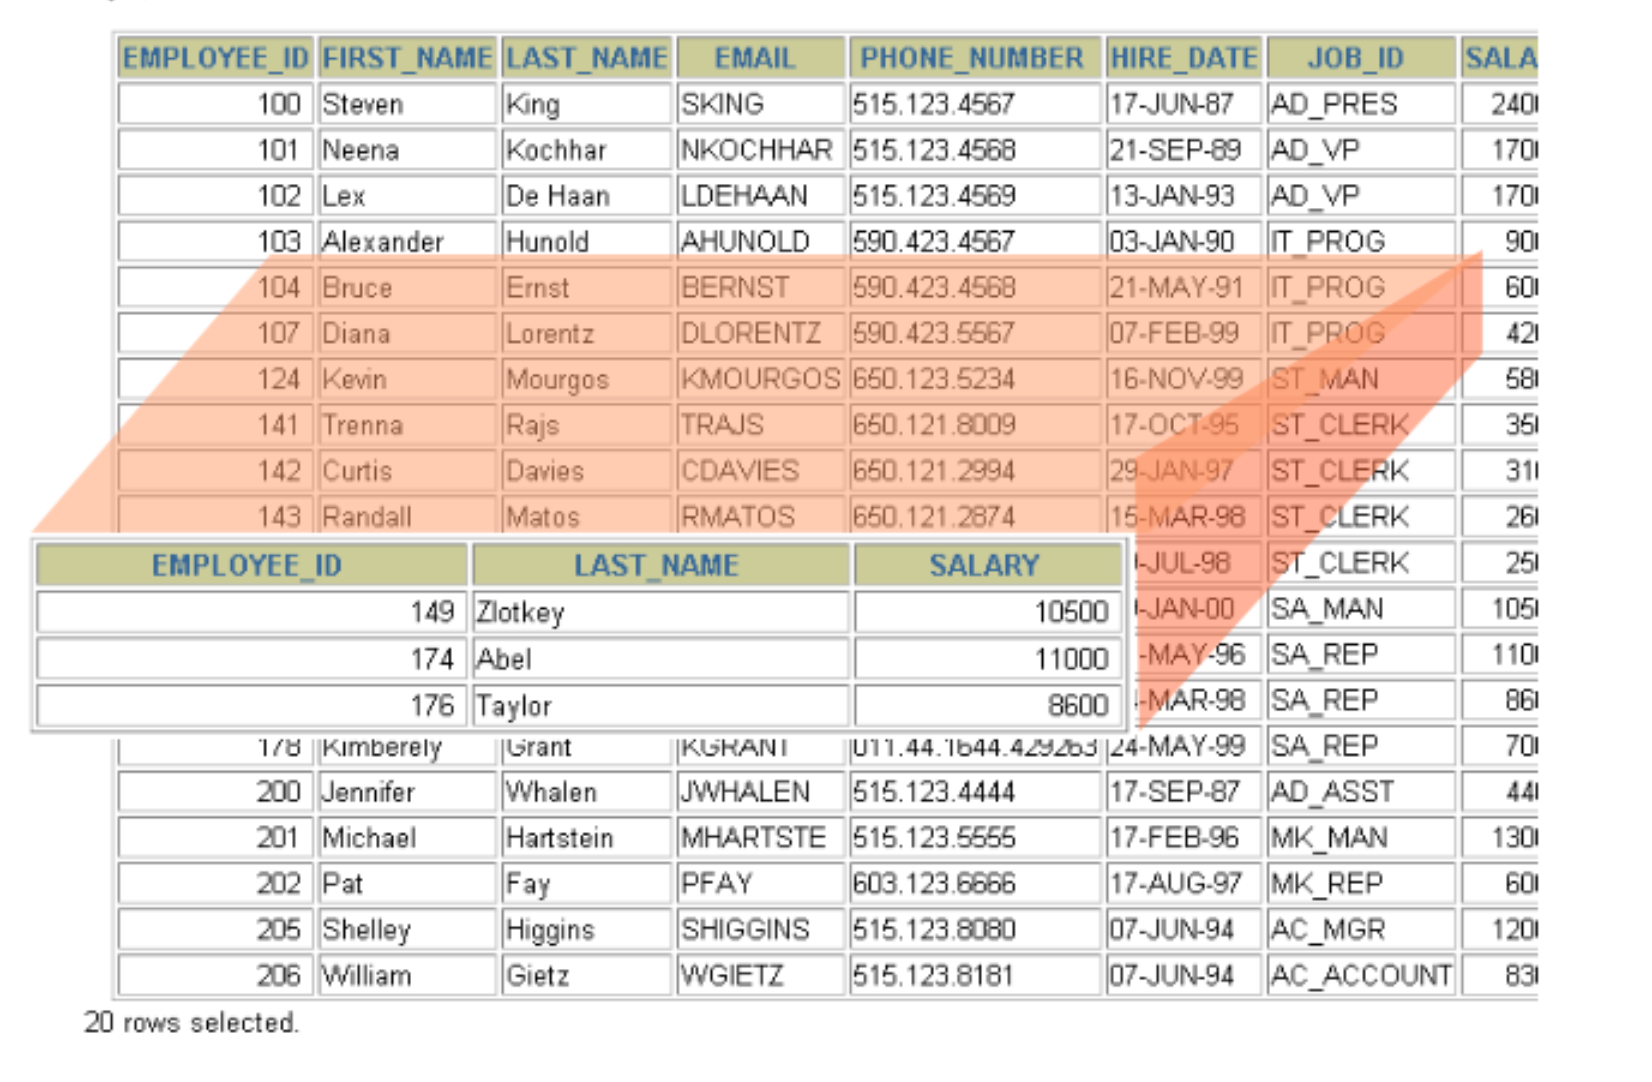 EMPLOYEE_ID FIRST_NAME LAST_NAME EMAIL PHONE_NUMBER HIRE_DATE JOB_ID SALA
100 Steven King SKING 515.123.4567 17-JUN-87 AD_PRES 240
101 Neena Kochhar NKOCHHAR 515.123.4568 21-SEP-89 AD_VP 170
102 Lex De Haan LDEHAAN 515.123.4569 13-JAN-93 AD_VP 170
103 Alexander Hunold AHUNOLD 590.423.4567 03-JAN-90 IT_PROG 90
104 Bruce Ernst BERNST 590.423.4568 21-MAY-91 IT_PROG 60
107 Diana Lorentz DLORENTZ 590.423.5567 07-FEB-99 IT_PROG 42
124 Kevin Mourgos KMOURGOS 650.123.5234 16-NOV-99 ST_MAN 58
141 Trenna Rajs TRAJS 650.121.8009 17-OCT-95 ST_CLERK 35
142 Curtis Davies CDAVIES 650.121.2994 29-JAN-97 ST_CLERK 31
143 Randall Matos RMATOS 650.121.2874 15-MAR-98 ST_CLERK 26
EMPLOYEE_ID LAST_NAME SALARY -JUL-98 ST_CLERK 25
149 Zlotkey 10500 -JAN-00 SA_MAN 105
174 Abel 11000 -MAY-96 SA_REP 110
176 Taylor 8600 -MAR-98 SA_REP 86
178 Kimberely Grant KGRANT 011.44.1644.429263 24-MAY-99 SA_REP 70
200 Jennifer Whalen JWHALEN 515.123.4444 17-SEP-87 AD_ASST 44
201 Michael Hartstein MHARTSTE 515.123.5555 17-FEB-96 MK_MAN 130
202 Pat Fay PFAY 603.123.6666 17-AUG-97 MK_REP 60
205 Shelley Higgins SHIGGINS 515.123.8080 07-JUN-94 AC_MGR 120
206 William Gietz WGIETZ 515.123.8181 07-JUN-94 AC_ACCOUNT 83
20 rows selected.